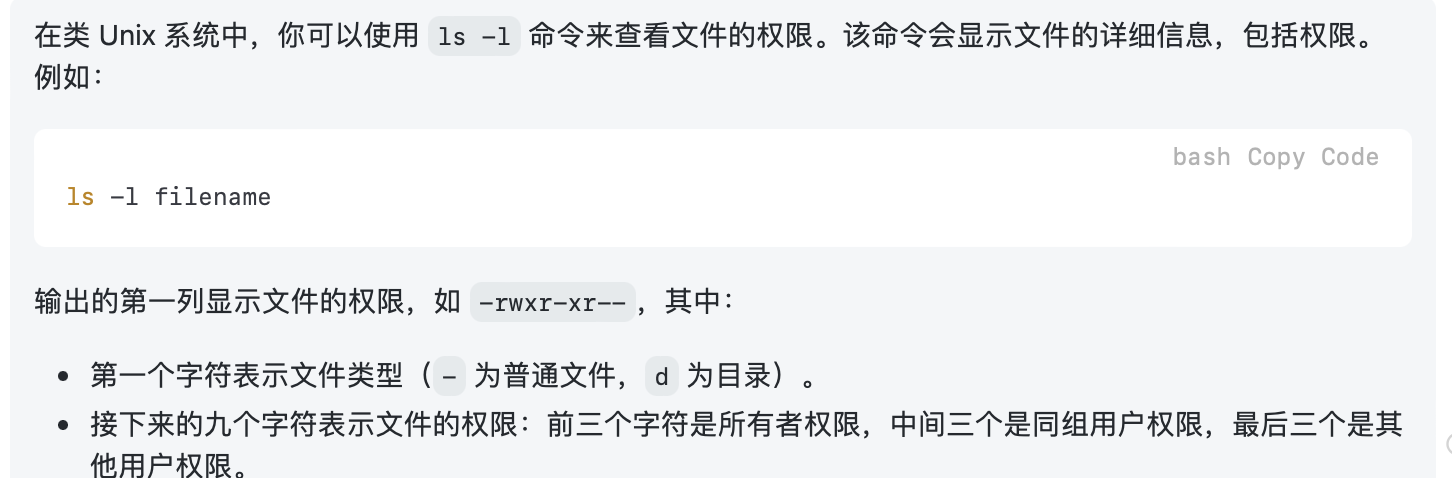 在类 Unix 系统中，你可以使用 ls -l 命令来查看文件的权限。该命令会显示文件的详细信息，包括权限。
例如：
bash Copy Code
ls -l filename
输出的第一列显示文件的权限，如 -rwxr-xr--，其中：
• 第一个字符表示文件类型（- 为普通文件，d 为目录）。
• 接下来的九个字符表示文件的权限：前三个字符是所有者权限，中间三个是同组用户权限，最后三个是其
他用户权限。